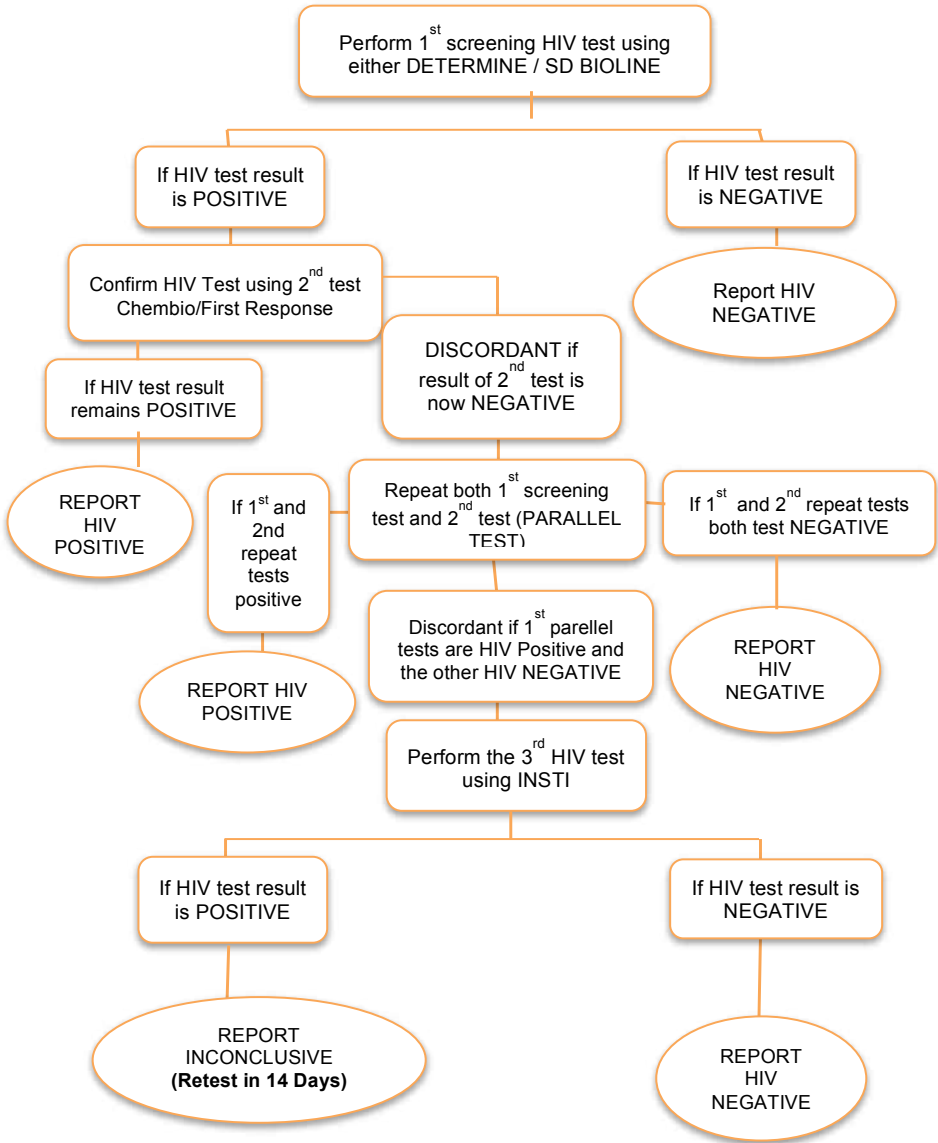 Perform 1st screening HIV test using
either DETERMINE / SD BIOLINE
If HIV test result
is POSITIVE
If HIV test result
is NEGATIVE
Confirm HIV Test using 2nd test
Chembio/First Response
Report HIV
NEGATIVE
DISCORDANT if
result of 2nd test is
now NEGATIVE
If HIV test result
remains POSITIVE
REPORT
HIV
POSITIVE
If 1st and
2nd
repeat
tests
positive
Repeat both 1st
screening
test and 2nd test (PARALLEL
TEST)
If 1st and 2nd repeat tests
both test NEGATIVE
Discordant if 1st parellel
tests are HIV Positive and
the other HIV NEGATIVE
REPORT HIV
POSITIVE
REPORT
HIV
NEGATIVE
Perform the 3rd HIV test
using INSTI
If HIV test result
is POSITIVE
If HIV test result is
NEGATIVE
REPORT
INCONCLUSIVE
(Retest in 14 Days)
REPORT
HIV
NEGATIVE